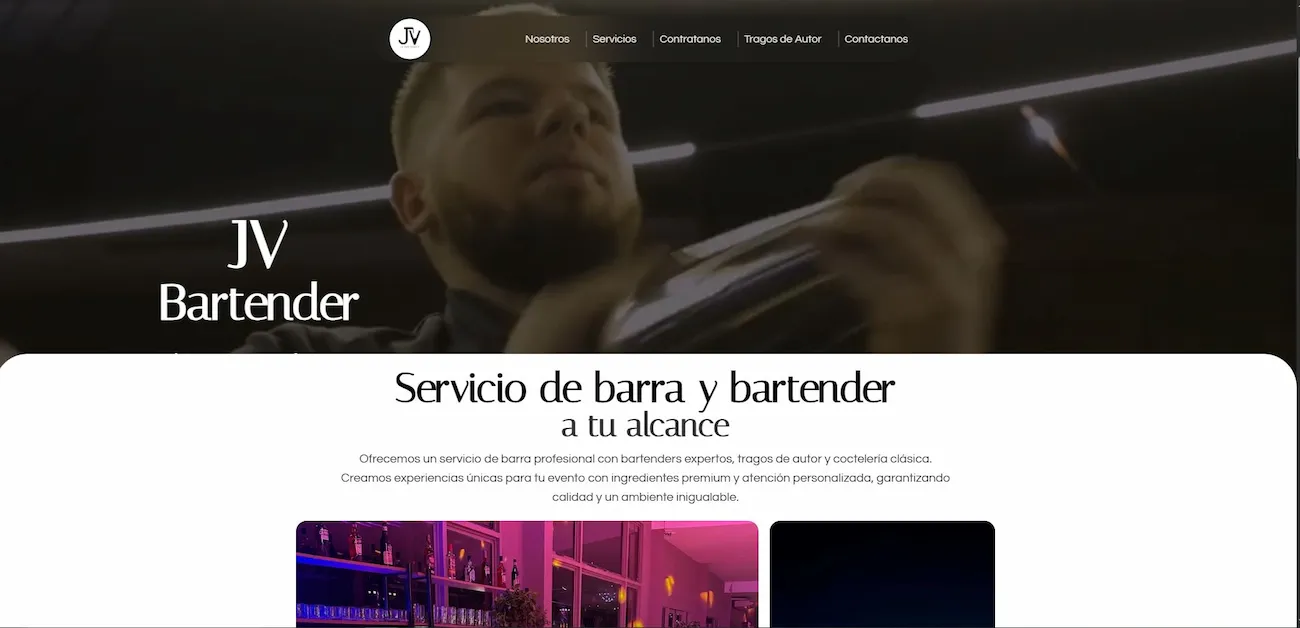 JV
Nosotros
Servicios
Contratanos
Tragos de Autor
Contactanos
JV
Bartender
Servicio de barra y bartender
a tu alcance
Ofrecemos un servicio de barra profesional con bartenders expertos, tragos de autor y coctelería clásica.
Creamos experiencias únicas para tu evento con ingredientes premium y atención personalizada, garantizando
calidad y un ambiente inigualable.